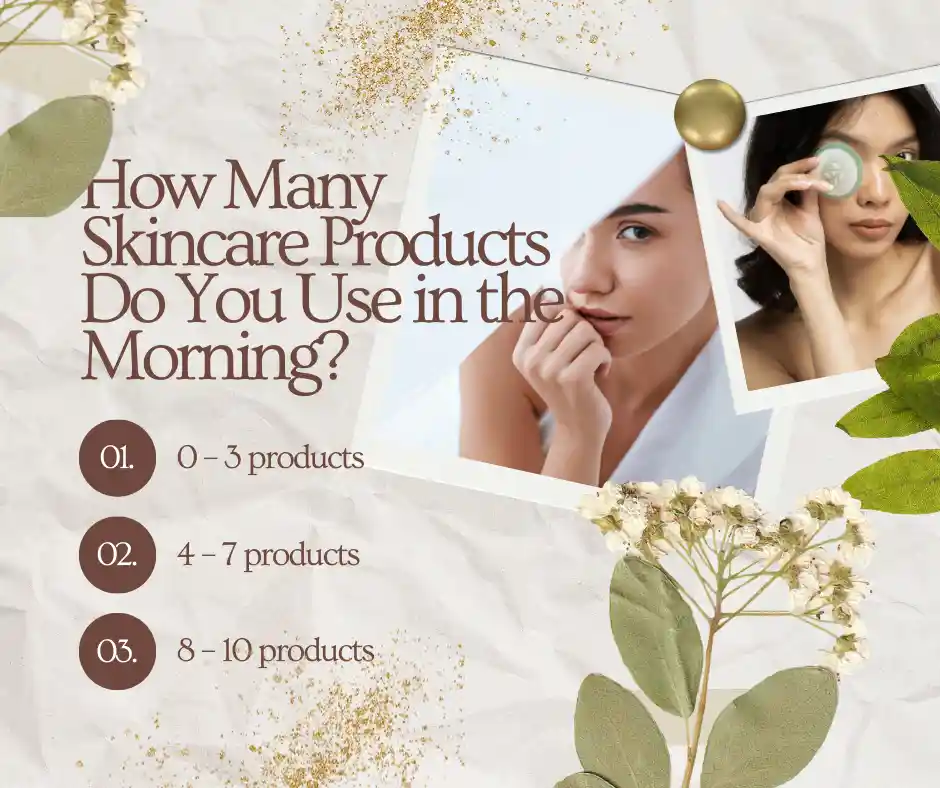 How Many
Skincare Products
Do You Use in the
Morning?
01. 0 – 3 products
02. 4 – 7 products
03. 8 – 10 products